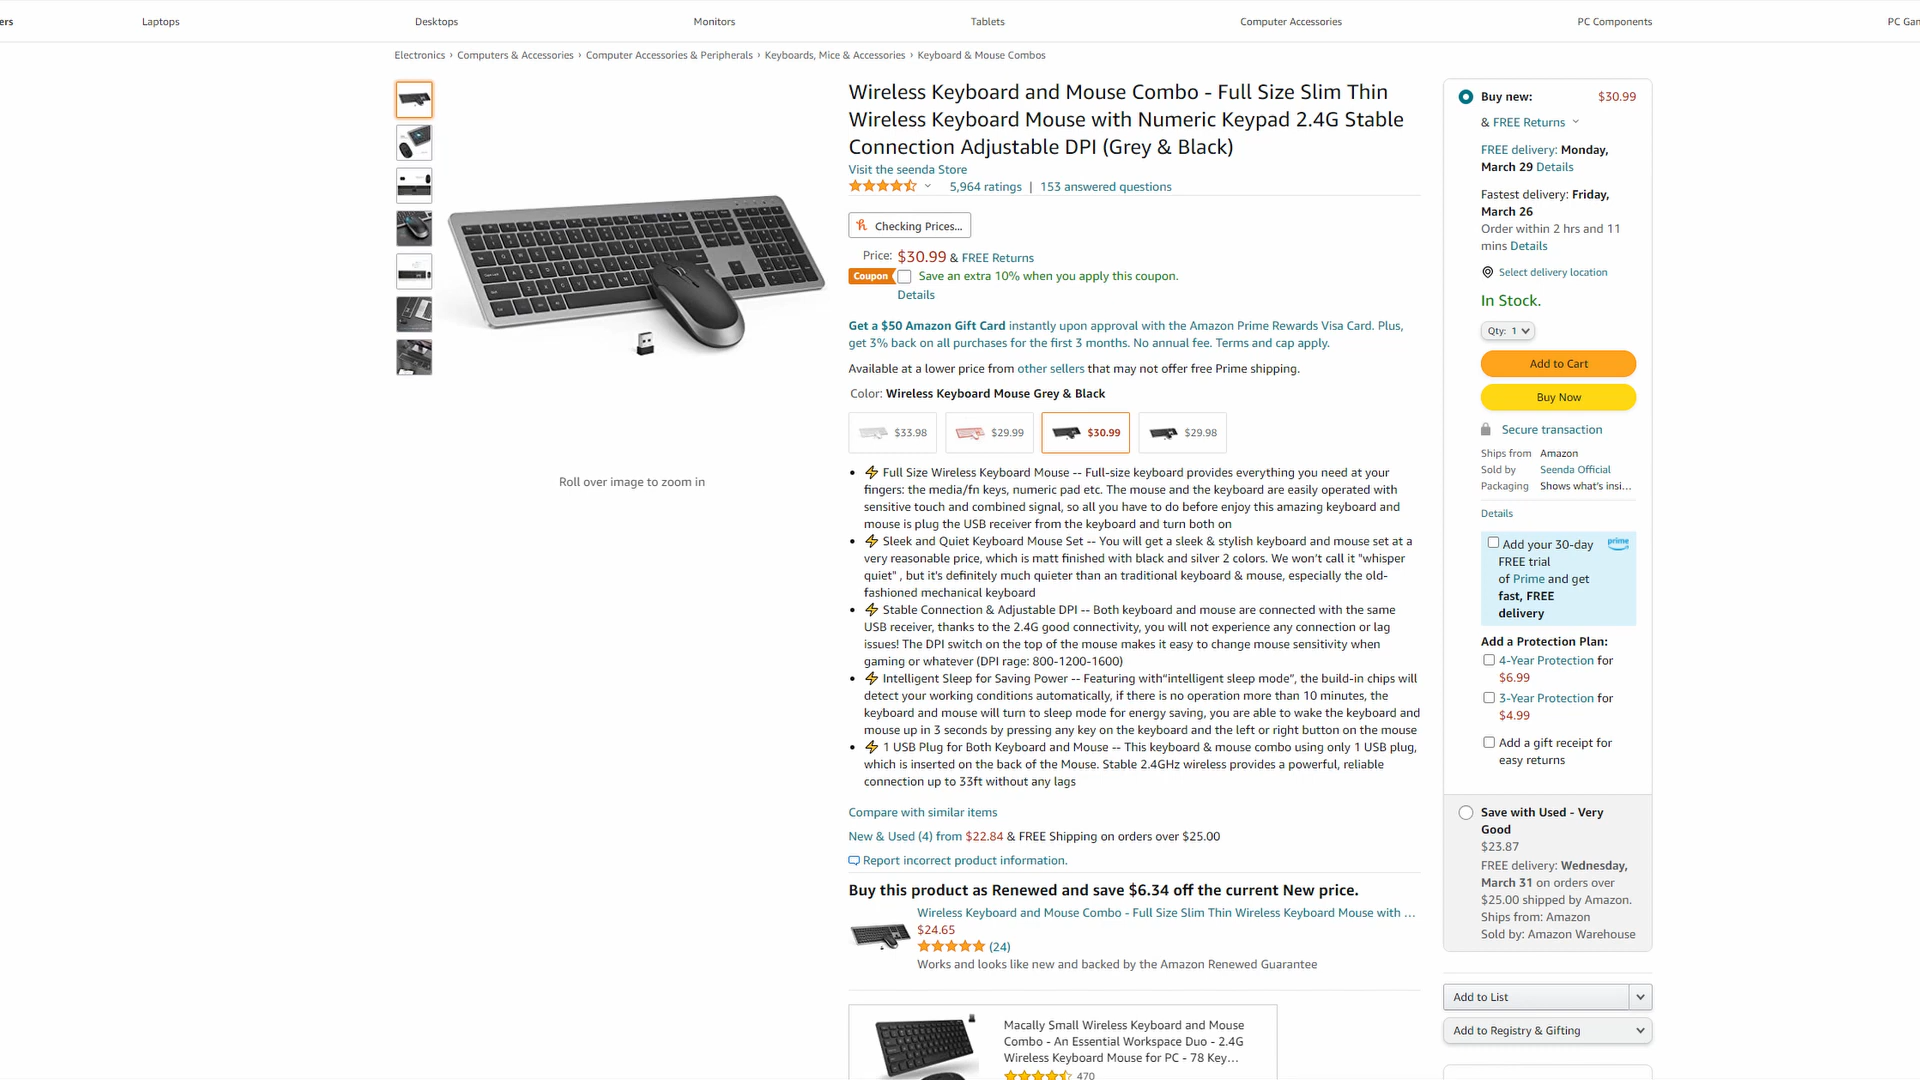 ers
Laptops
Desktops
Monitors
Tablets
Computer Accessories
PC Components
PC Gam
Electronics › Computers & Accessories › Computer Accessories & Peripherals › Keyboards, Mice & Accessories › Keyboard & Mouse Combos
Roll over image to zoom in
Wireless Keyboard and Mouse Combo - Full Size Slim Thin
Wireless Keyboard Mouse with Numeric Keypad 2.4G Stable
Connection Adjustable DPI (Grey & Black)
Visit the seenda Store
5,964 ratings | 153 answered questions
Checking Prices...
Price: $30.99 & FREE Returns
Coupon Save an extra 10% when you apply this coupon.
Details
Get a $50 Amazon Gift Card instantly upon approval with the Amazon Prime Rewards Visa Card. Plus,
get 3% back on all purchases for the first 3 months. No annual fee. Terms and cap apply.
Available at a lower price from other sellers that may not offer free Prime shipping.
Color: Wireless Keyboard Mouse Grey & Black
$33.98
$29.99
$30.99
$29.98
• ⚡ Full Size Wireless Keyboard Mouse -- Full-size keyboard provides everything you need at your
fingers: the media/fn keys, numeric pad etc. The mouse and the keyboard are easily operated with
sensitive touch and combined signal, so all you have to do before enjoy this amazing keyboard and
mouse is plug the USB receiver from the keyboard and turn both on
• ⚡ Sleek and Quiet Keyboard Mouse Set -- You will get a sleek & stylish keyboard and mouse set at a
very reasonable price, which is matt finished with black and silver 2 colors. We won't call it "whisper
quiet" , but it's definitely much quieter than an traditional keyboard & mouse, especially the old-
fashioned mechanical keyboard
• ⚡ Stable Connection & Adjustable DPI -- Both keyboard and mouse are connected with the same
USB receiver, thanks to the 2.4G good connectivity, you will not experience any connection or lag
issues! The DPI switch on the top of the mouse makes it easy to change mouse sensitivity when
gaming or whatever (DPI rage: 800-1200-1600)
• ⚡ Intelligent Sleep for Saving Power -- Featuring with“intelligent sleep mode”, the build-in chips will
detect your working conditions automatically, if there is no operation more than 10 minutes, the
keyboard and mouse will turn to sleep mode for energy saving, you are able to wake the keyboard and
mouse up in 3 seconds by pressing any key on the keyboard and the left or right button on the mouse
• ⚡ 1 USB Plug for Both Keyboard and Mouse -- This keyboard & mouse combo using only 1 USB plug,
which is inserted on the back of the Mouse. Stable 2.4GHz wireless provides a powerful, reliable
connection up to 33ft without any lags
Compare with similar items
New & Used (4) from $22.84 & FREE Shipping on orders over $25.00
Report incorrect product information.
Buy this product as Renewed and save $6.34 off the current New price.
Wireless Keyboard and Mouse Combo - Full Size Slim Thin Wireless Keyboard Mouse with ...
$24.65
(24)
Works and looks like new and backed by the Amazon Renewed Guarantee
Macally Small Wireless Keyboard and Mouse
Combo - An Essential Workspace Duo - 2.4G
Wireless Keyboard Mouse for PC - 78 Key...
470
Buy new: $30.99
& FREE Returns
FREE delivery: Monday,
March 29 Details
Fastest delivery: Friday,
March 26
Order within 2 hrs and 11
mins Details
Select delivery location
In Stock.
Qty: 1
Add to Cart
Buy Now
Secure transaction
Ships from Amazon
Sold by Seenda Official
Packaging Shows what's insi...
Details
Add your 30-day prime
FREE trial
of Prime and get
fast, FREE
delivery
Add a Protection Plan:
4-Year Protection for
$6.99
3-Year Protection for
$4.99
Add a gift receipt for
easy returns
Save with Used - Very
Good
$23.87
FREE delivery: Wednesday,
March 31 on orders over
$25.00 shipped by Amazon.
Ships from: Amazon
Sold by: Amazon Warehouse
Add to List
Add to Registry & Gifting